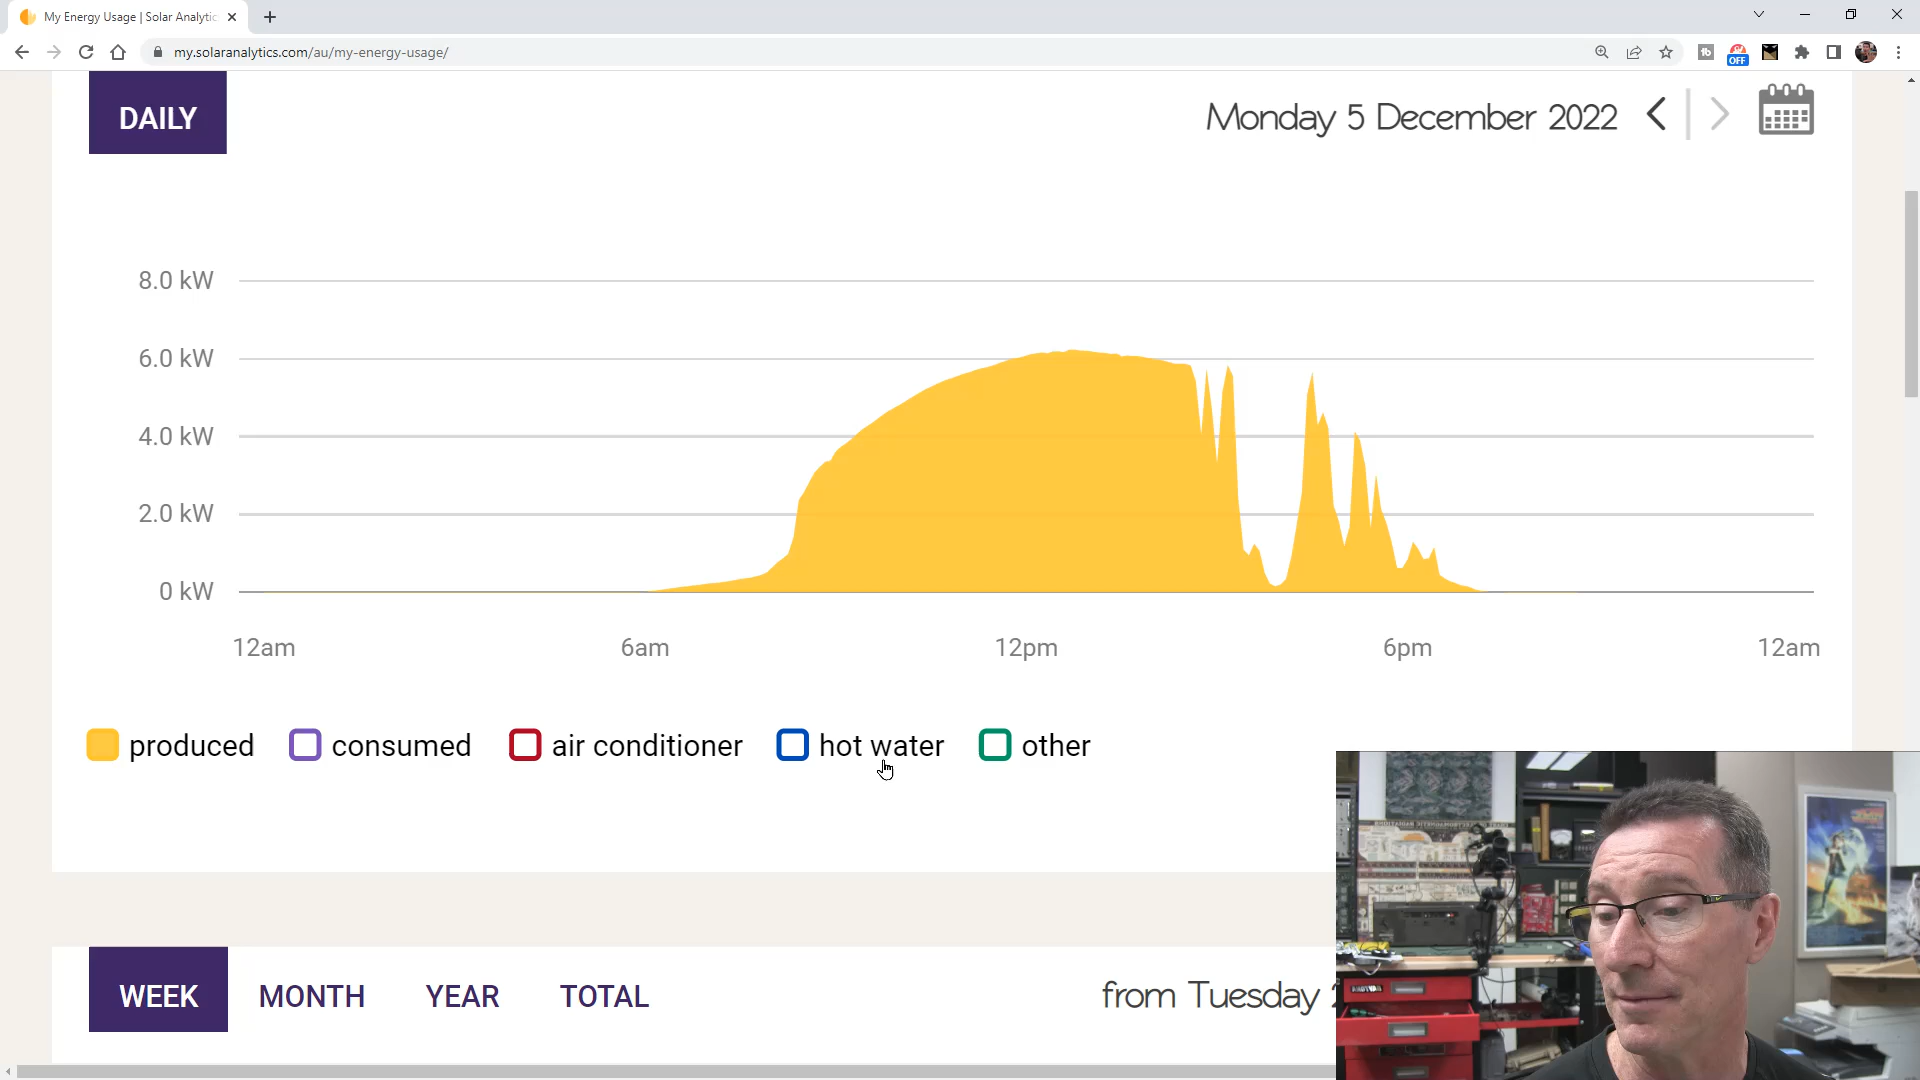 My Energy Usage | Solar Analytic
my.solaranalytics.com/au/my-energy-usage/
OFF
DAILY
Monday 5 December 2022
8.0 kW
6.0 kW
4.0 kW
2.0 kW
0 kW
12am 6am 12pm 6pm 12am
produced consumed air conditioner hot water other
WEEK MONTH YEAR TOTAL
from Tuesday